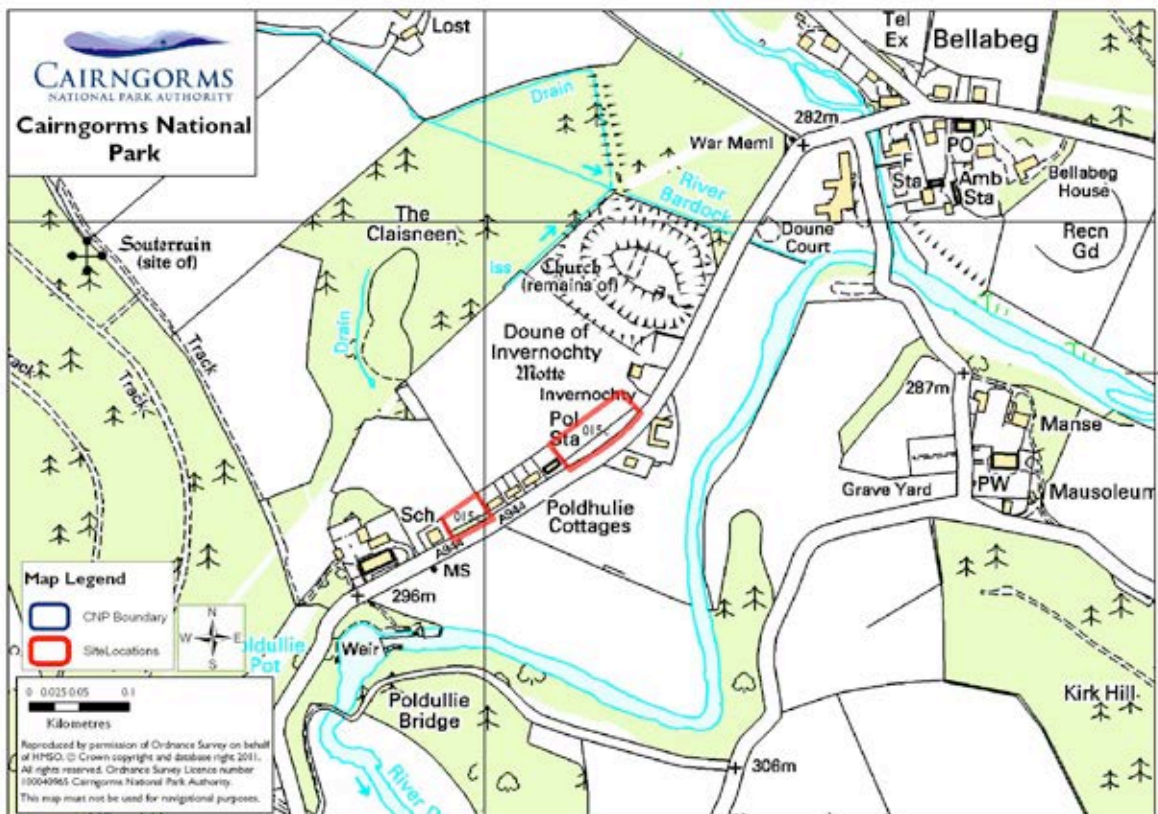 CAIRNGORMS
NATIONAL PARK AUTHORITY
Cairngorms National
Park
Lost
Tel
Ex
Bellabeg
Drain
282m
War Meml
PO
F
Sta
Amb
Sta
Bellabeg
House
River
Bardock
The
Claisneen
Souterrain
(site of)
Doune
Court
Recn
Gd
Iss
Church
(remains of)
Drain
Track
Track
Doune of
Invernochty
Motte
Invernochty
287m
Pol
Sta
015
Manse
PW
Grave Yard
Mausoleum
Sch
015
A944
A944
Poldhulie
Cottages
MS
296m
Map Legend
CNP Boundary
SiteLocations
N
W
E
S
Pot
Weir
Poldullie
Bridge
Kirk Hill
306m
River
0 0.025 0.05 0.1
Kilometres
Reproduced by permission of Ordnance Survey on behalf
of HMSO. © Crown copyright and database right 2011.
All rights reserved. Ordnance Survey Licence number
100040965 Cairngorms National Park Authority.
This map must not be used for navigational purposes.